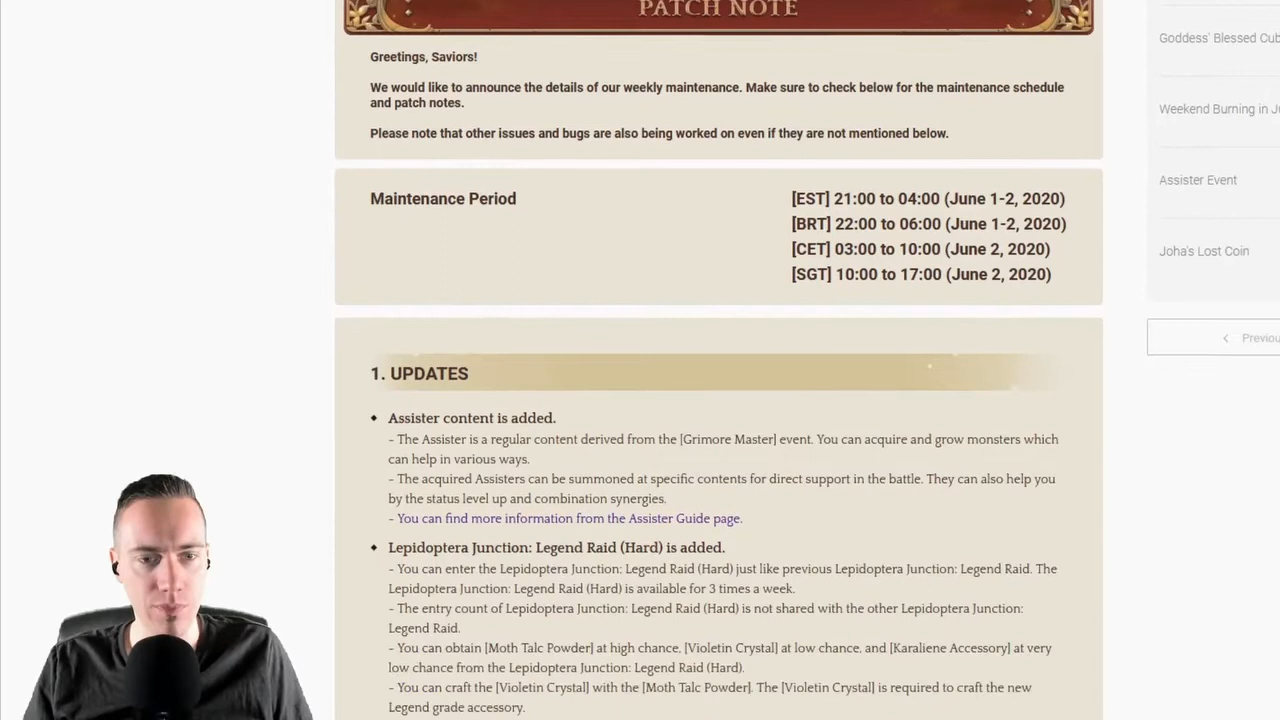 PATCH NOTE
Greetings, Saviors!
We would like to announce the details of our weekly maintenance. Make sure to check below for the maintenance schedule
and patch notes.
Please note that other issues and bugs are also being worked on even if they are not mentioned below.
Maintenance Period
[EST] 21:00 to 04:00 (June 1-2, 2020)
[BRT] 22:00 to 06:00 (June 1-2, 2020)
[CET] 03:00 to 10:00 (June 2, 2020)
[SGT] 10:00 to 17:00 (June 2, 2020)
1. UPDATES
Assister content is added.
- The Assister is a regular content derived from the [Grimore Master] event. You can acquire and grow monsters which
can help in various ways.
- The acquired Assisters can be summoned at specific contents for direct support in the battle. They can also help you
by the status level up and combination synergies.
- You can find more information from the Assister Guide page.
Lepidoptera Junction: Legend Raid (Hard) is added.
- You can enter the Lepidoptera Junction: Legend Raid (Hard) just like previous Lepidoptera Junction: Legend Raid. The
Lepidoptera Junction: Legend Raid (Hard) is available for 3 times a week.
- The entry count of Lepidoptera Junction: Legend Raid (Hard) is not shared with the other Lepidoptera Junction:
Legend Raid.
- You can obtain [Moth Talc Powder] at high chance, [Violetin Crystal] at low chance, and [Karaliene Accessory] at very
low chance from the Lepidoptera Junction: Legend Raid (Hard).
- You can craft the [Violetin Crystal] with the [Moth Talc Powder]. The [Violetin Crystal] is required to craft the new
Legend grade accessory.
Goddess' Blessed Cub
Weekend Burning in Ju
Assister Event
Joha's Lost Coin
Previou